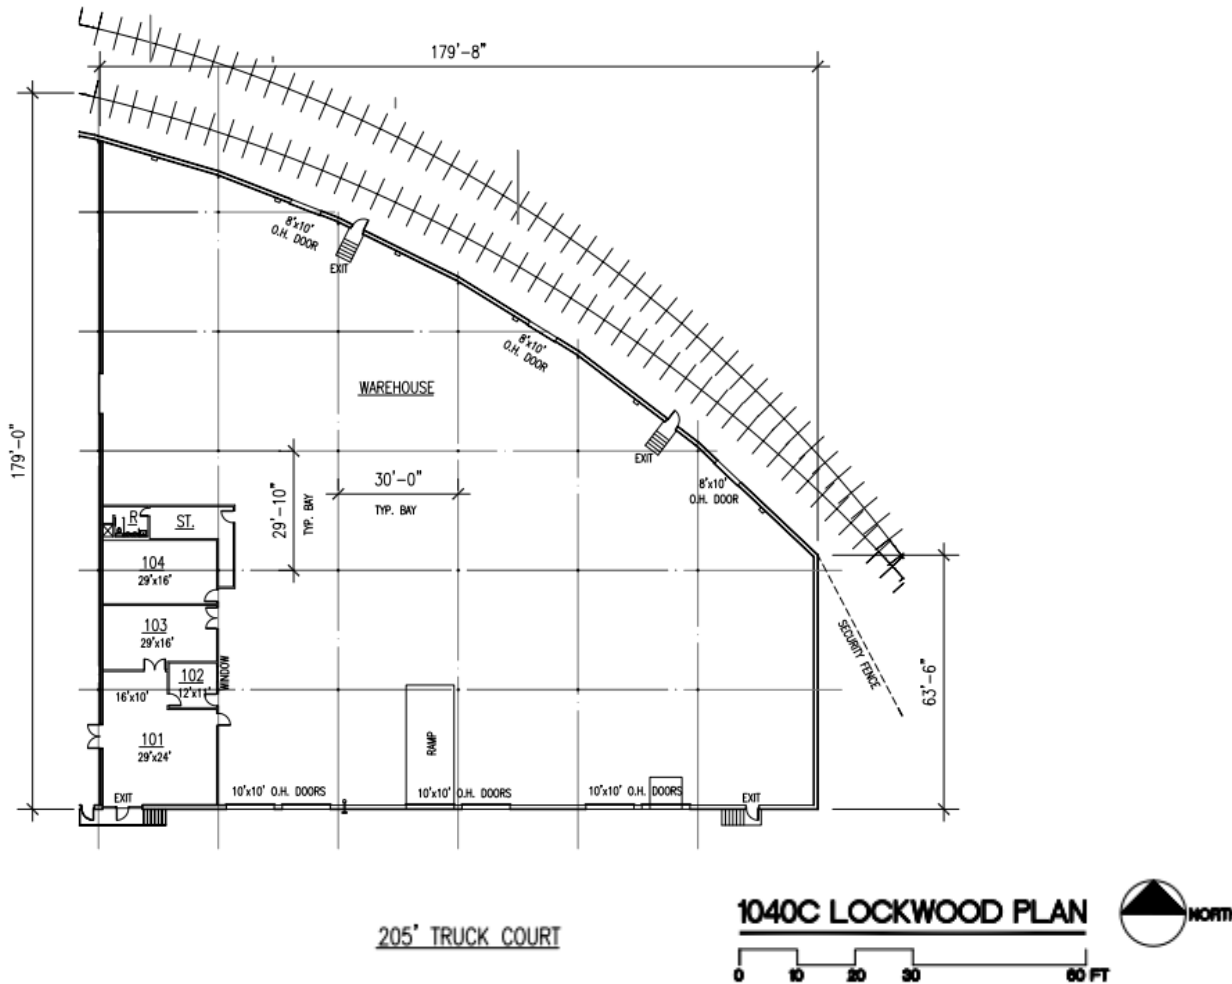 179'-8"
8'x10'
O.H. DOOR
EXIT
8'x10'
O.H. DOOR
WAREHOUSE
179'-0"
EXIT
30'-0"
TYP. BAY
29'-10"
TYP. BAY
8'x10'
O.H. DOOR
R
ST.
104
29'x16'
103
29'x16'
102
12'x11'
WINDOW
16'x10'
SECURITY FENCE
63'-6"
101
29'x24'
RAMP
EXIT
10'x10' O.H. DOORS
10'x10' O.H. DOORS
10'x10' O.H. DOORS
EXIT
205' TRUCK COURT
1040C LOCKWOOD PLAN
NORTH
0 10 20 30 60 FT